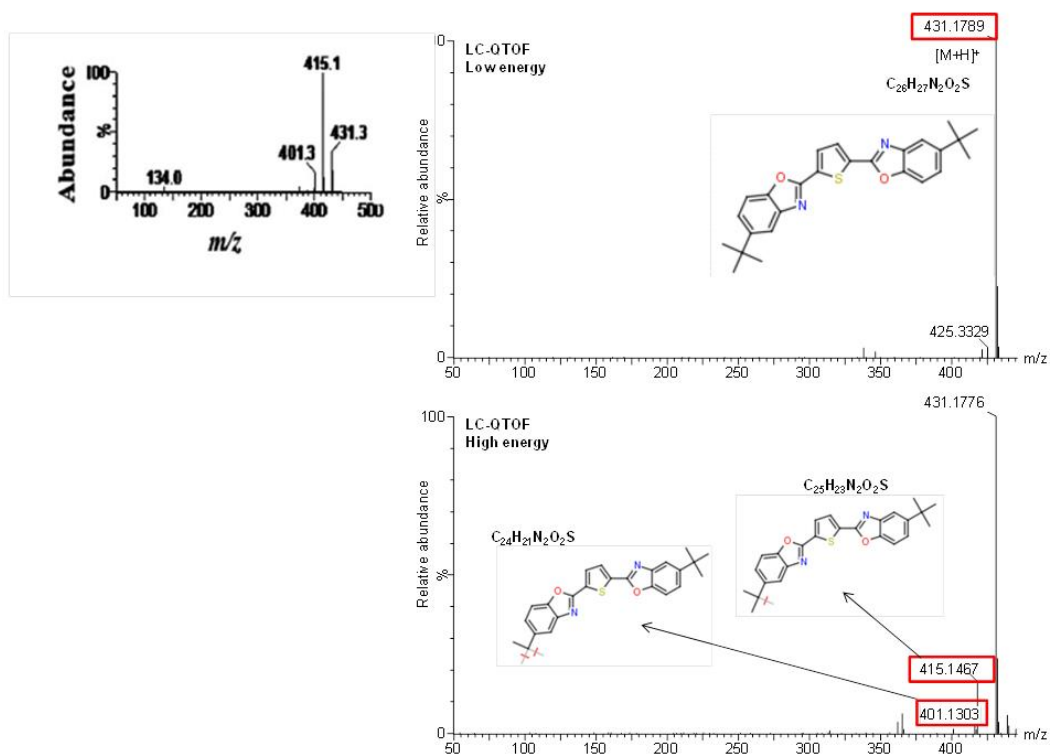 Abundance
%
100
0
415.1
431.3
401.3
134.0
100 200 300 400 500
m/z
LC-QTOF
Low energy
431.1789
[M+H]+
C26H27N2O2S
N
O
S
O
N
Relative abundance
%
0
425.3329
50 100 150 200 250 300 350 400
m/z
100
LC-QTOF
High energy
431.1776
C25H23N2O2S
N
O
S
O
N
C24H21N2O2S
N
O
S
O
N
Relative abundance
%
0
415.1467
401.1303
50 100 150 200 250 300 350 400
m/z